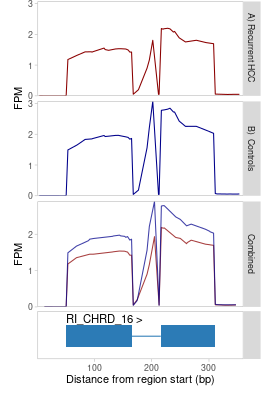 3
2
1
0
A) Recurrent HCC
FPM
3
2
1
0
B): Controls
2
1
0
FPM
Combined
RI_CHRD_16 >
100
200
300
Distance from region start (bp)